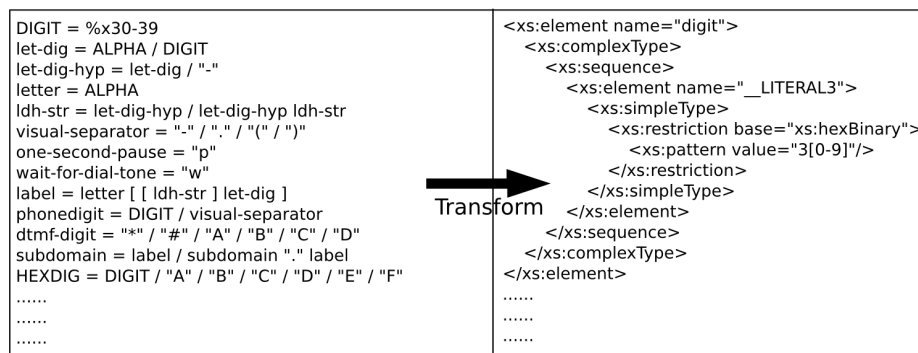 DIGIT = %x30-39
let-dig = ALPHA / DIGIT
let-dig-hyp = let-dig / "-"
letter = ALPHA
ldh-str = let-dig-hyp / let-dig-hyp ldh-str
visual-separator = "-" / "." / "(" / ")"
one-second-pause = "p"
wait-for-dial-tone = "w"
label = letter [ [ ldh-str ] let-dig ]
phonedigit = DIGIT / visual-separator
dtmf-digit = "*" / "#" / "A" / "B" / "C" / "D"
subdomain = label / subdomain "." label
HEXDIG = DIGIT / "A" / "B" / "C" / "D" / "E" / "F"
......
......
......
Transform
<xs:element name="digit">
<xs:complexType>
<xs:sequence>
<xs:element name="__LITERAL3">
<xs:simpleType>
<xs:restriction base="xs:hexBinary">
<xs:pattern value="3[0-9]"/>
</xs:restriction>
</xs:simpleType>
</xs:element>
</xs:sequence>
</xs:complexType>
</xs:element>
......
......
......